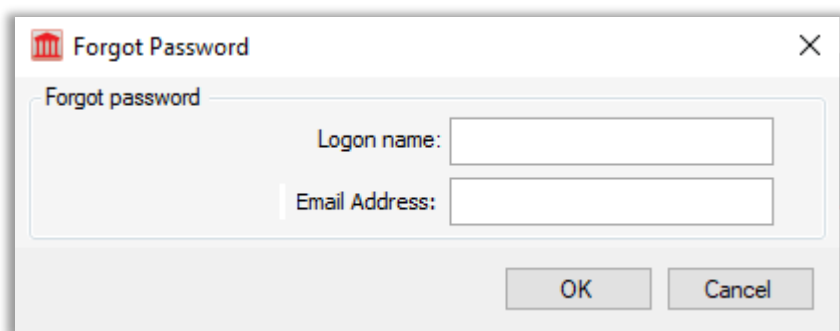 Forgot Password
Forgot password
Logon name:
Email Address:
OK Cancel